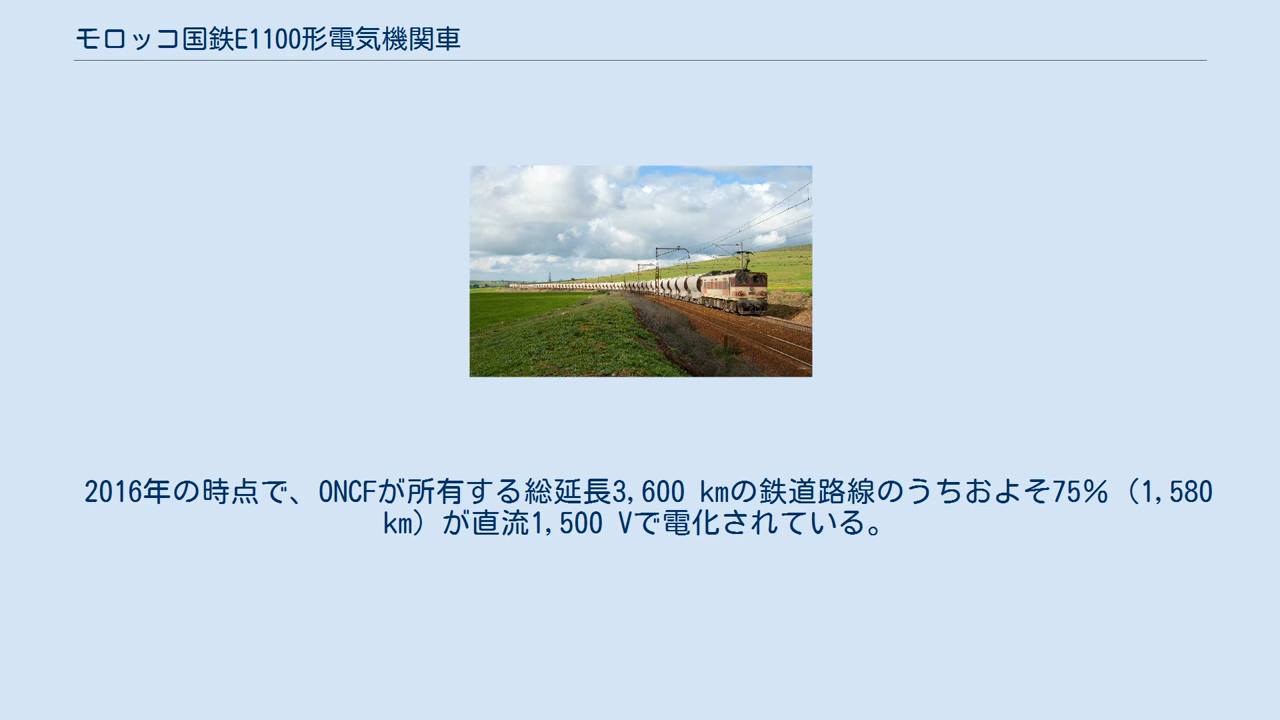 モロッコ国鉄E1100形電気機関車
2016年の時点で、ONCFが所有する総延長3,600 kmの鉄道路線のうちおよそ75％（1,580
km）が直流1,500 Vで電化されている。